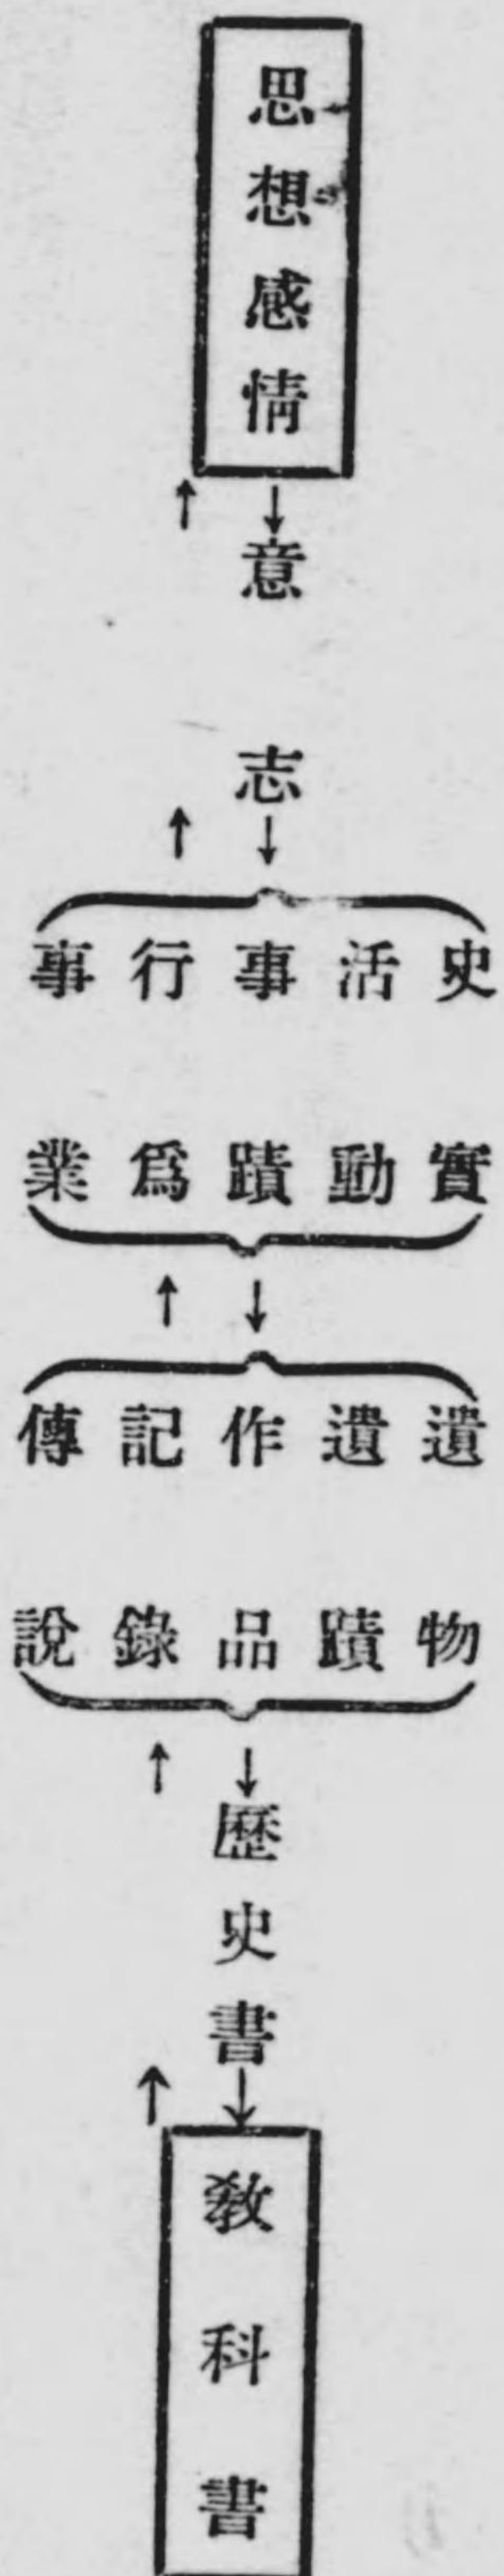 思想感情
↓↑
意志
↓↑
史實
活動
事蹟
行爲
事業
↓↑
遺物
遺蹟
作品
記錄
傳說
↓↑
歷史書
↓↑
敎科書